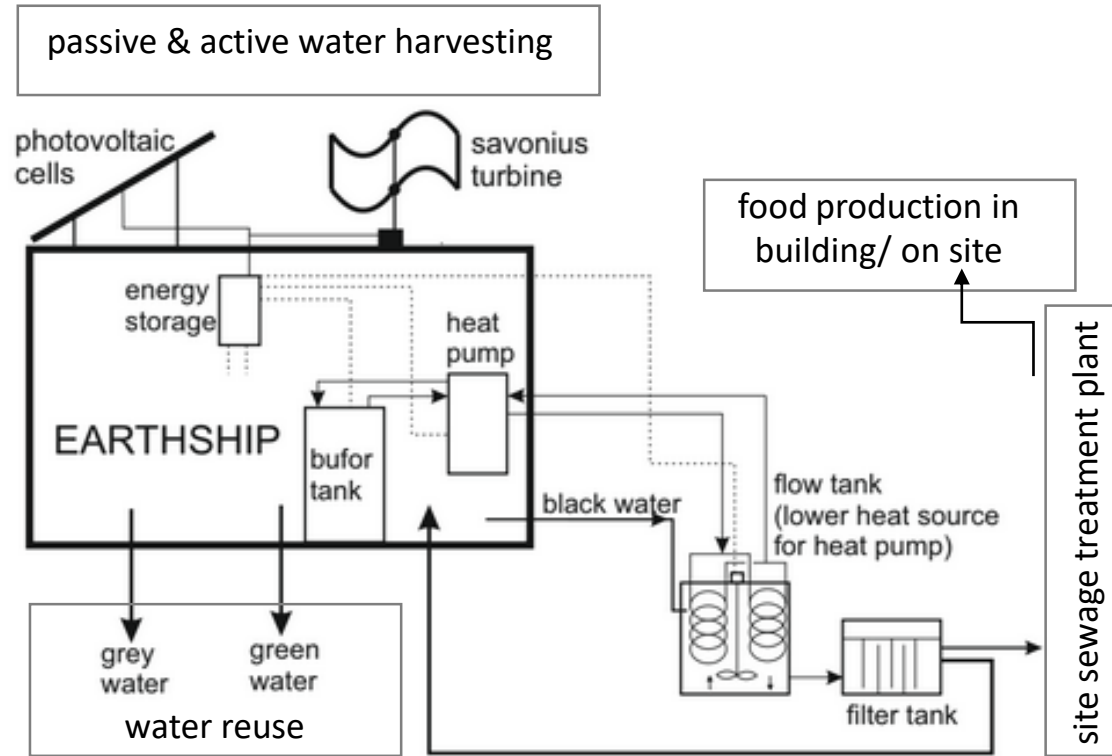 passive & active water harvesting
photovoltaic
cells
savonius
turbine
food production in
building/ on site
energy
storage
heat
pump
EARTHSHIP
bufor
tank
black water
flow tank
(lower heat source
for heat pump)
grey
water
green
water
water reuse
filter tank
site sewage treatment plant